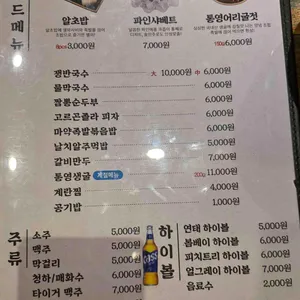 드메뉴
알초밥 파인샤베트 통영어리굴젓
6pcs 3,000원 7,000원 150g 6,000원
쟁반국수 大 10,000원 中 6,000원
물막국수 6,000원
짬뽕순두부 6,000원
고르곤졸라 피자 6,000원
마약족발볶음밥 6,000원
날치알주먹밥 5,000원
갈비만두 7,000원
통영생굴 계절메뉴 200g 11,000원
계란찜 4,000원
공기밥 1,000원
주류
소주 5,000원
맥주 5,000원
막걸리 5,000원
청하/매화수 6,000원
타이거 맥주 7,000원
하이볼
연태 하이볼 6,000원
봄베이 하이볼 6,000원
피치트리 하이볼 6,000원
얼그레이 하이볼 7,000원
음료수 2,000원